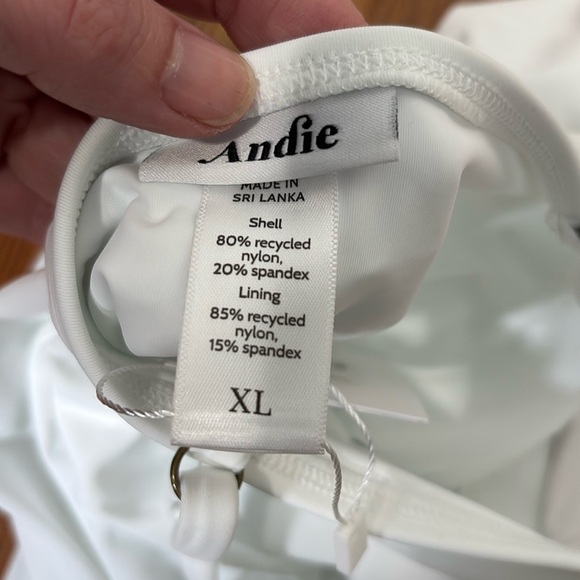 Andie
MADE IN
SRI LANKA
Shell
80% recycled
nylon,
20% spandex
Lining
85% recycled
nylon,
15% spandex
XL